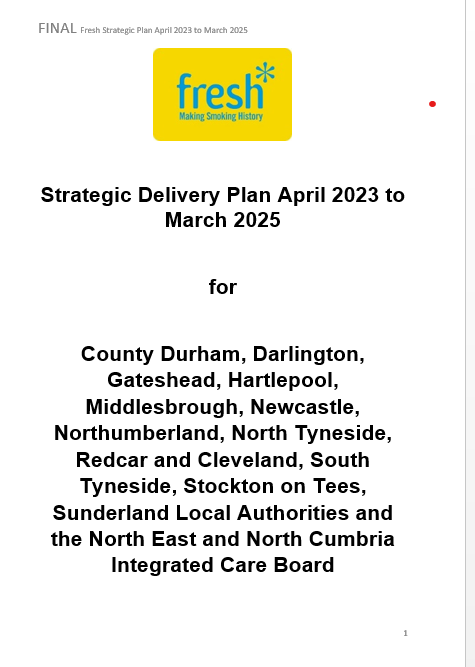 FINAL Fresh Strategic Plan April 2023 to March 2025
fresh*
Making Smoking History
Strategic Delivery Plan April 2023 to
March 2025
for
County Durham, Darlington,
Gateshead, Hartlepool,
Middlesbrough, Newcastle,
Northumberland, North Tyneside,
Redcar and Cleveland, South
Tyneside, Stockton on Tees,
Sunderland Local Authorities and
the North East and North Cumbria
Integrated Care Board
1